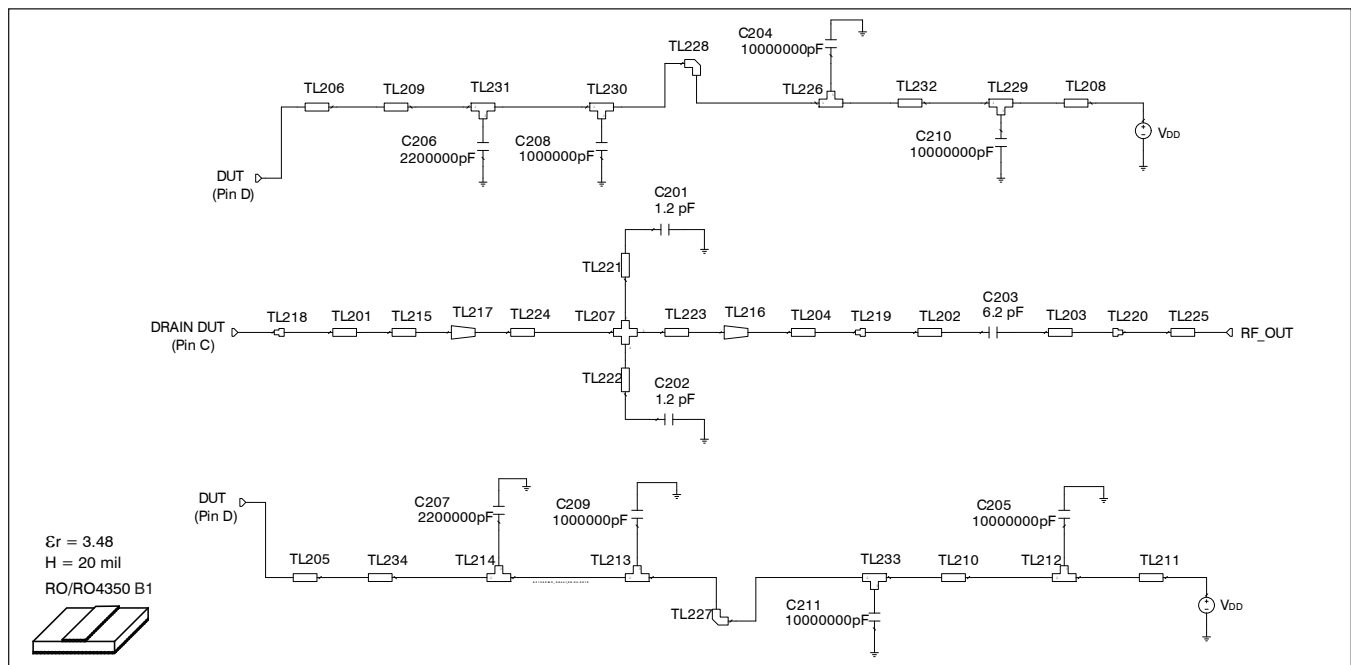 C204
10000000pF
TL228
TL206
TL209
TL231
TL230
TL226
TL232
TL229
TL208
C206
2200000pF
C208
1000000pF
C210
10000000pF
VDD
DUT
(Pin D)
C201
1.2 pF
TL221
DRAIN DUT
(Pin C)
TL218
TL201
TL215
TL217
TL224
TL207
TL223
TL216
TL204
TL219
TL202
C203
6.2 pF
TL203
TL220
TL225
RF_OUT
TL222
C202
1.2 pF
DUT
(Pin D)
C207
2200000pF
C209
1000000pF
C205
10000000pF
TL205
TL234
TL214
TL213
TL227
TL233
TL210
TL212
TL211
C211
10000000pF
VDD
Ɛr = 3.48
H = 20 mil
RO/RO4350 B1